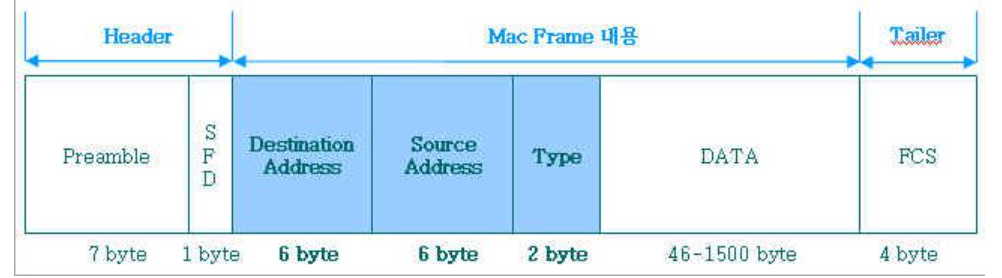 Header
Mac Frame 내용
Tailer
Preamble
S
F
D
Destination
Address
Source
Address
Type
DATA
FCS
7 byte
1 byte
6 byte
6 byte
2 byte
46-1500 byte
4 byte